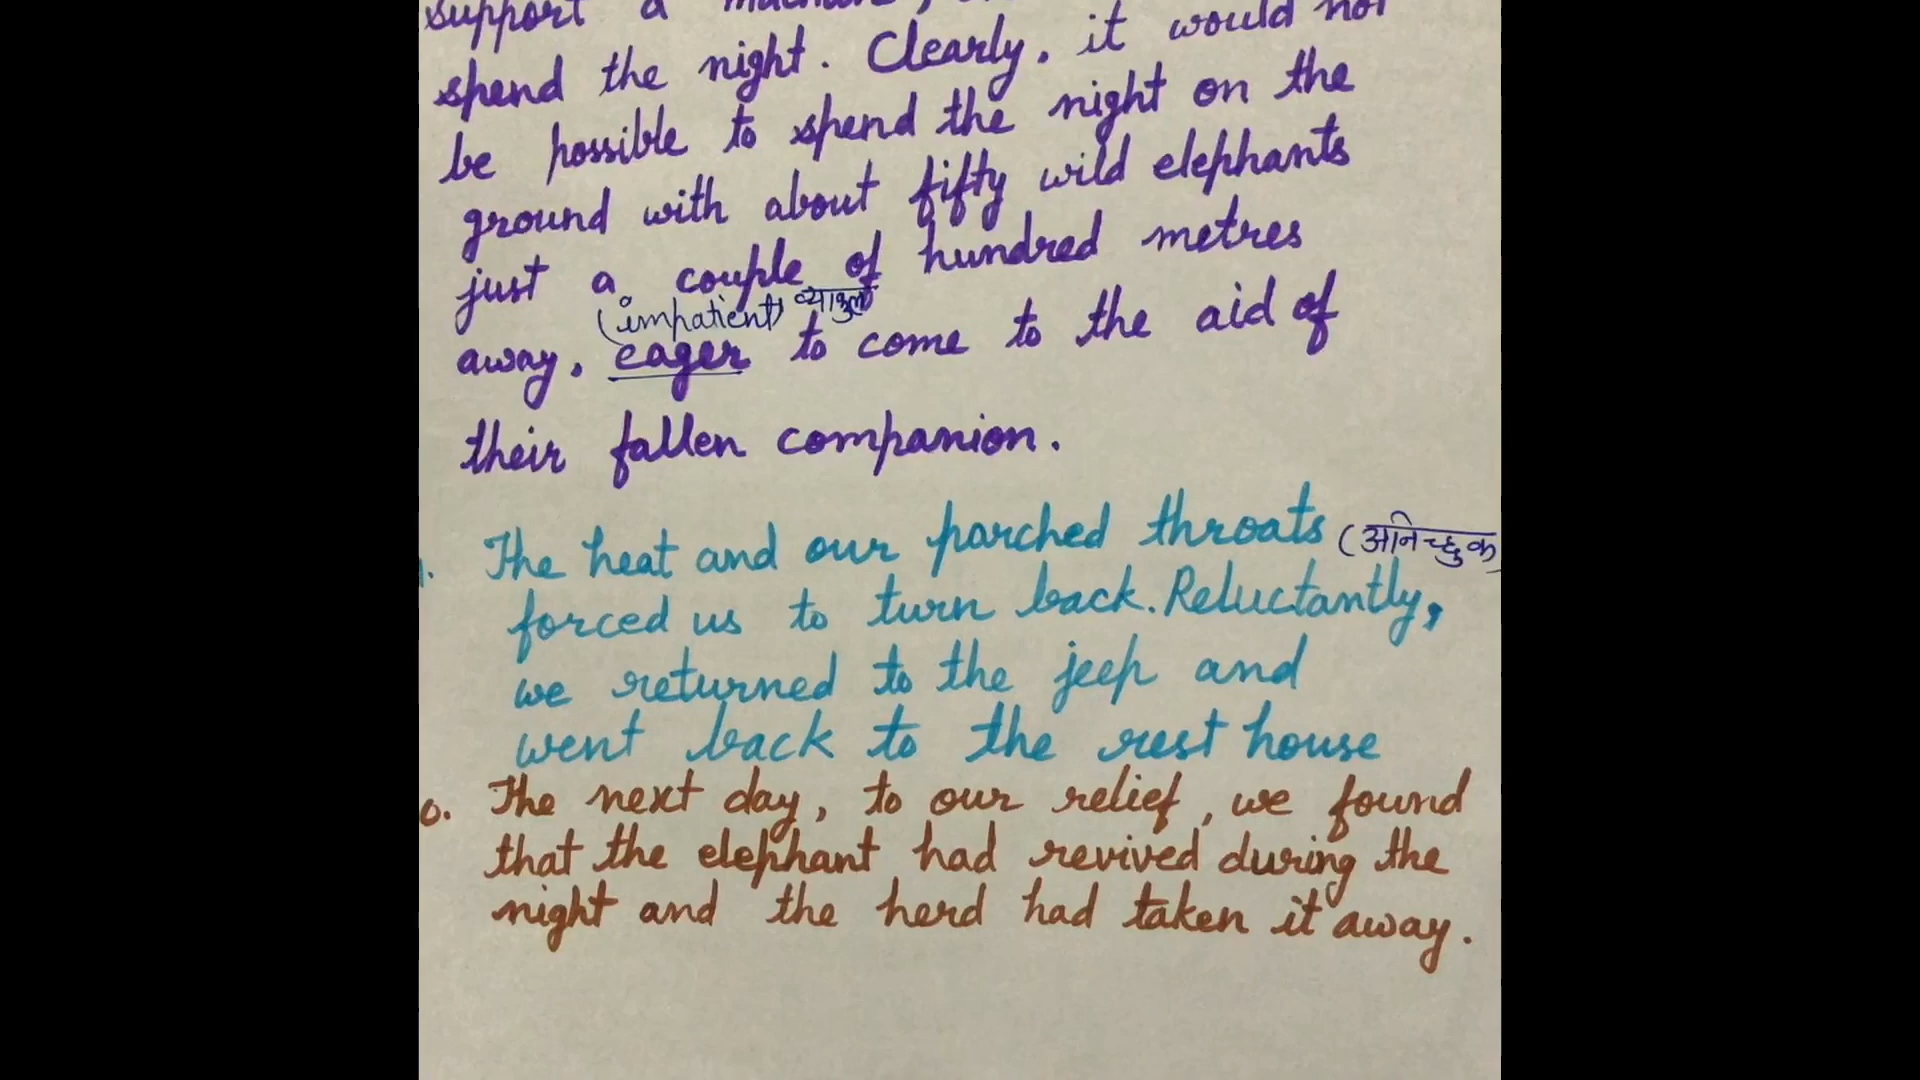 support a
spend the night. Clearly, it would not
be possible to spend the night on the
ground with about fifty wild elephants
just a couple of hundred metres
(impatient) व्याकुल
away, eager to come to the aid of
their fallen companion.
The heat and our parched throats (अनिच्छुक
forced us to turn back. Reluctantly,
we returned to the jeep and
went back to the rest house
0. The next day, to our relief, we found
that the elephant had revived during the
night and the herd had taken it away.